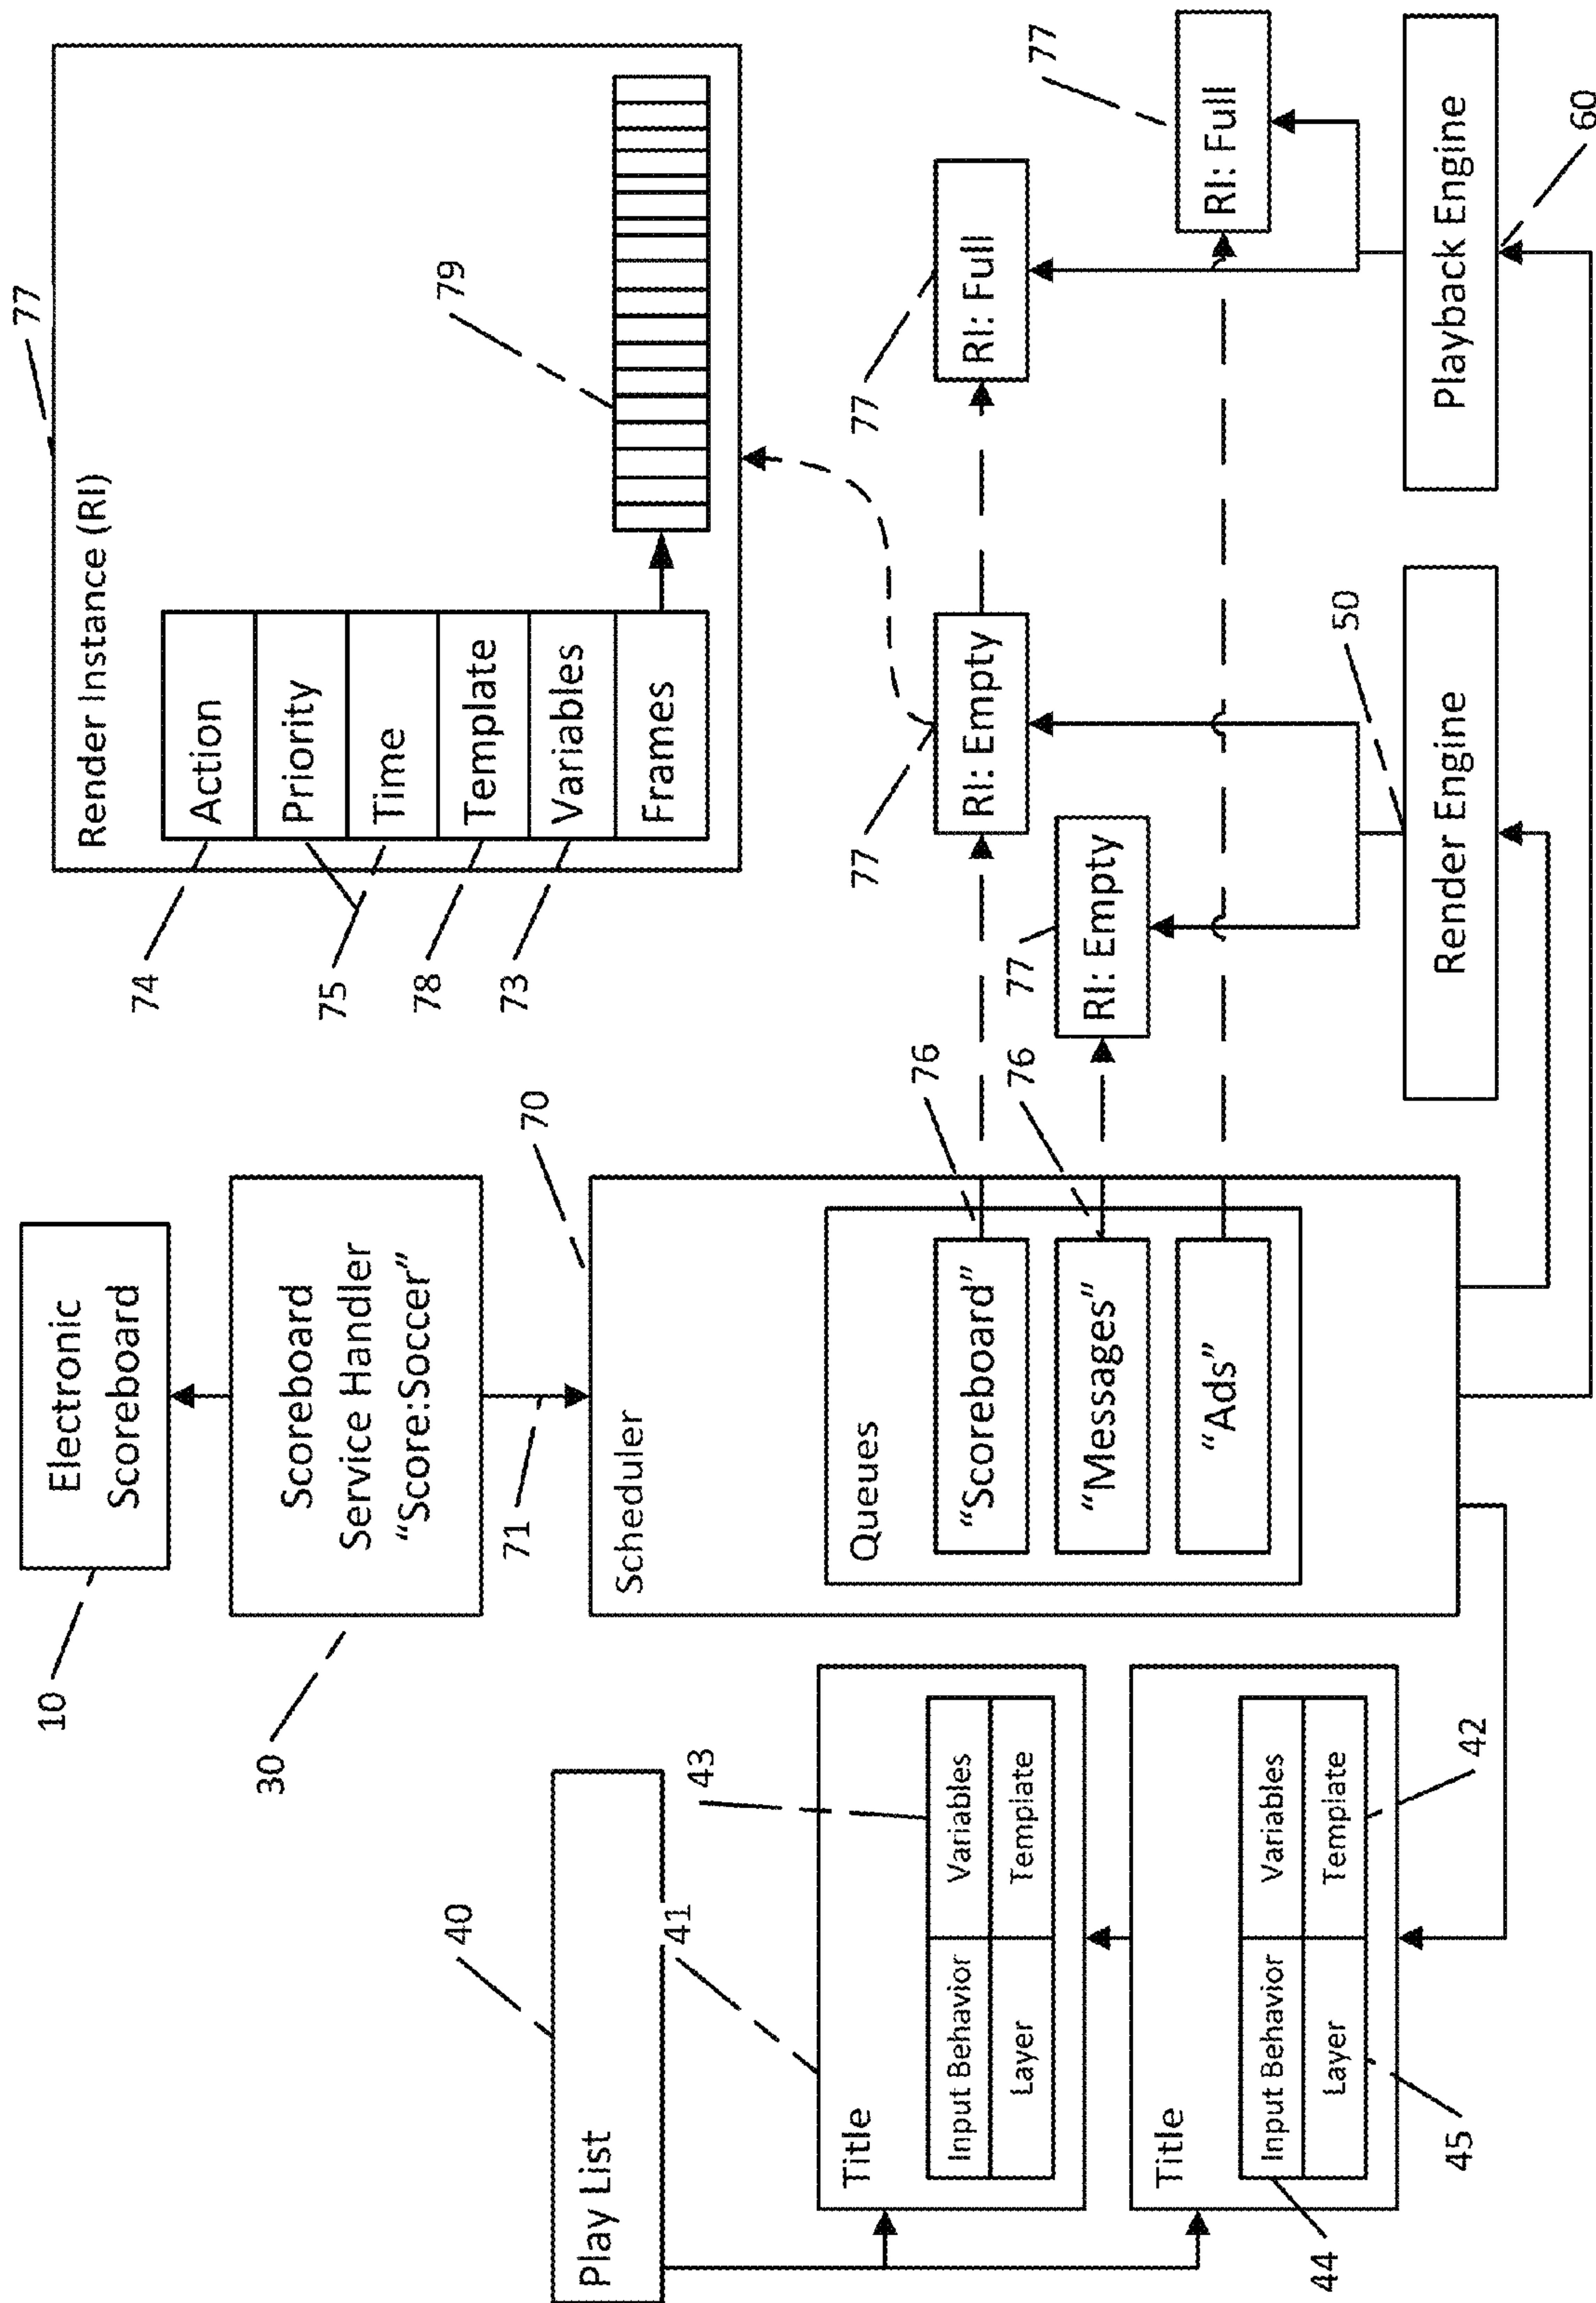 10
Electronic
Scoreboard
30
Scoreboard
Service Handler
“Score:Soccer”
71
70
Scheduler
Queues
“Scoreboard”
“Messages”
“Ads”
76
76
40
Play List
41
Title
43
Input Behavior
Variables
Layer
Template
Title
Input Behavior
Variables
Layer
Template
44
45
42
77
Render Instance (RI)
74
Action
75
Priority
Time
78
Template
73
Variables
Frames
79
77
RI: Empty
77
RI: Full
77
RI: Empty
77
RI: Full
50
Render Engine
Playback Engine
60